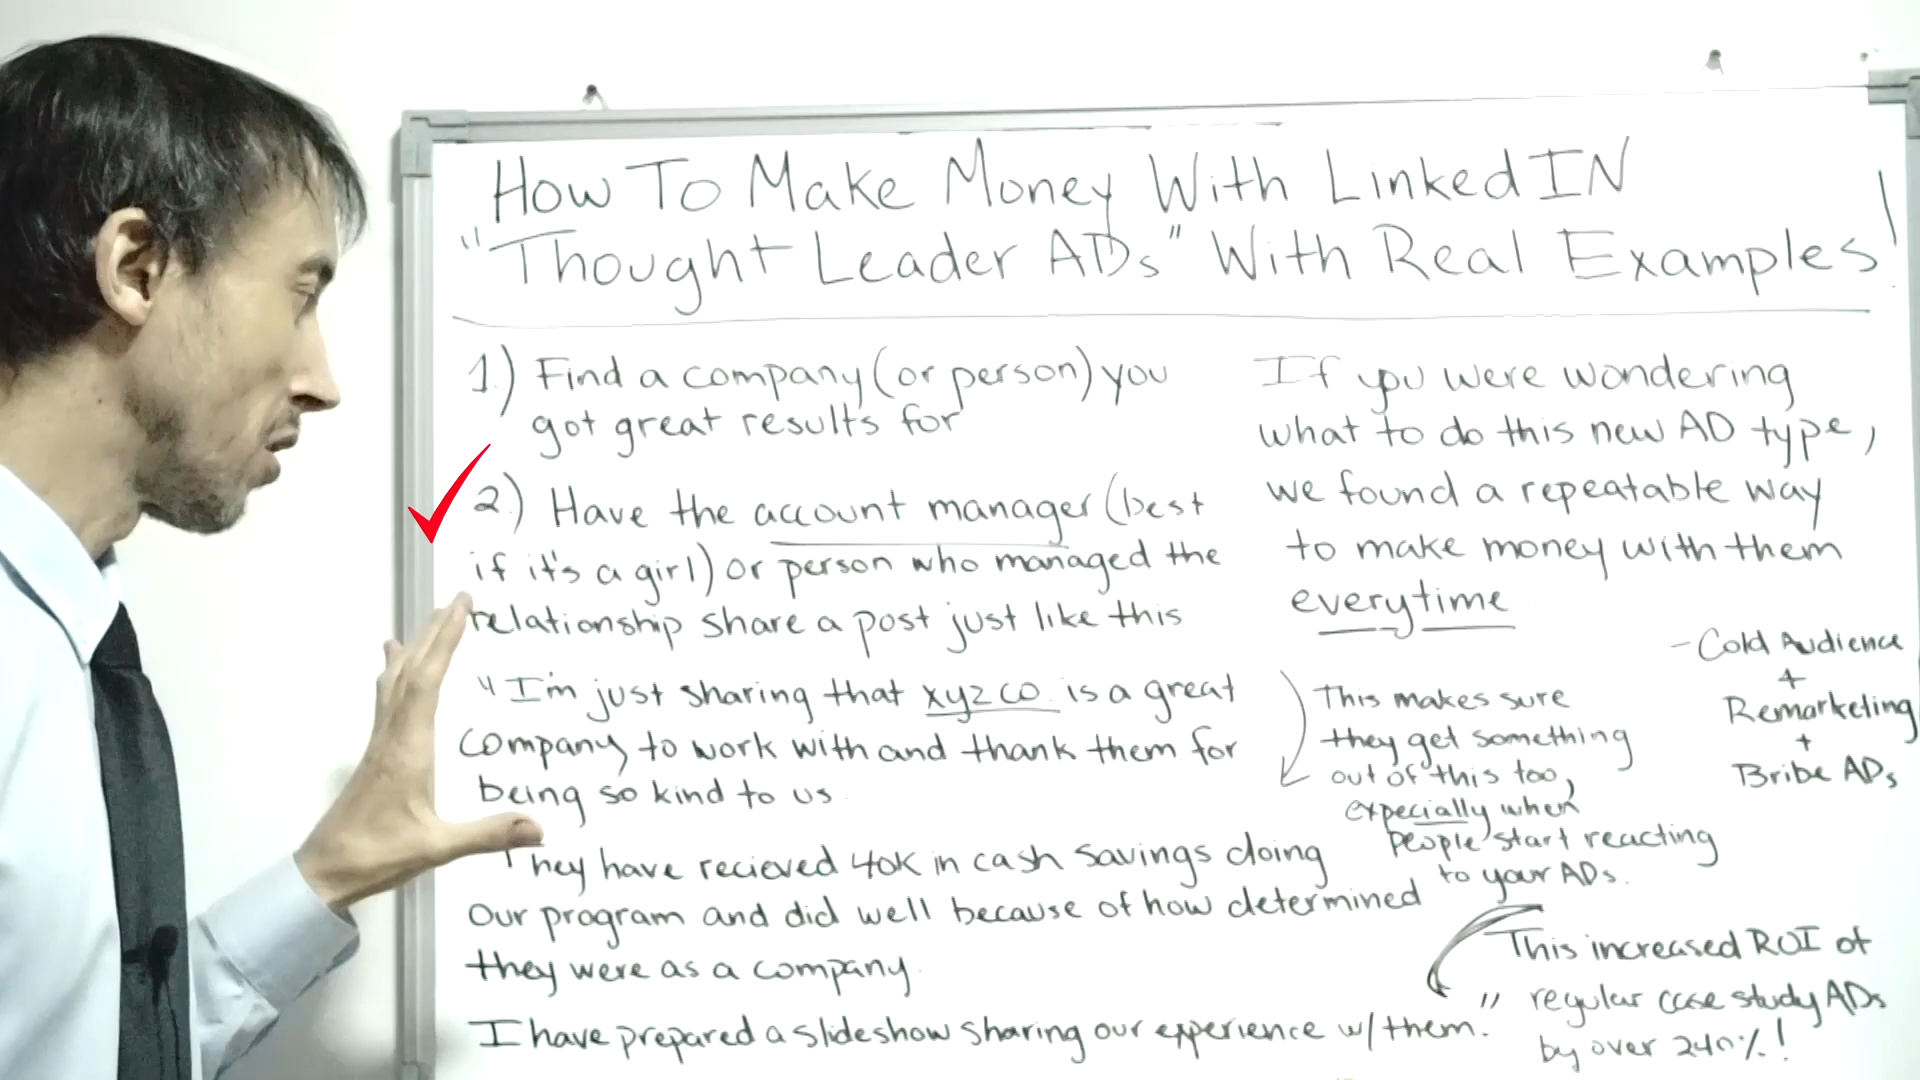 How To Make Money With LinkedIN
"Thought Leader ADs" With Real Examples!
1.) Find a company (or person) you
got great results for
2.) Have the account manager (best
if it's a girl) or person who managed the
relationship share a post just like this
"I'm just sharing that xyz co. is a great
company to work with and thank them for
being so kind to us
They have recieved 40K in cash savings doing
Our program and did well because of how determined
they were as a company.
I have prepared a slideshow sharing our experience w/ them."
If you were wondering
what to do this new AD type,
we found a repeatable way
to make money with them
everytime
This makes sure
they get something
out of this too,
expecially when
People start reacting
to your ADs.
- Cold Audience
+
Remarketing
+
Bribe ADs
This increased ROI of
regular case study ADs
by over 240%!